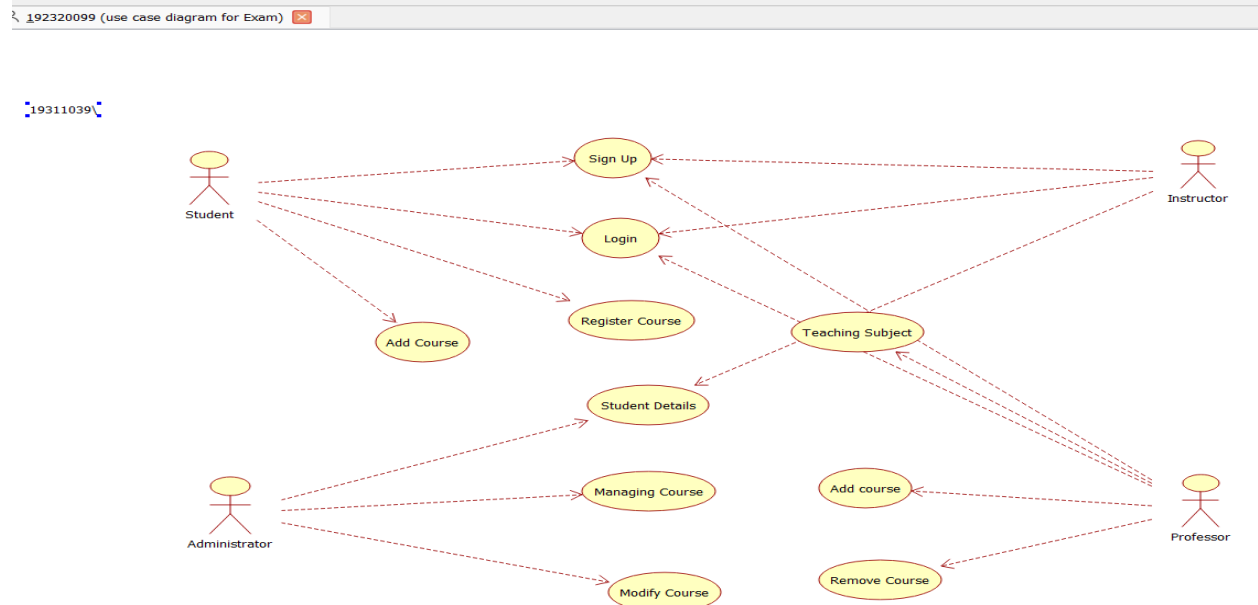 192320099 (use case diagram for Exam)
19311039\
Sign Up
Student
Instructor
Login
Register Course
Teaching Subject
Add Course
Student Details
Managing Course
Add course
Administrator
Professor
Remove Course
Modify Course